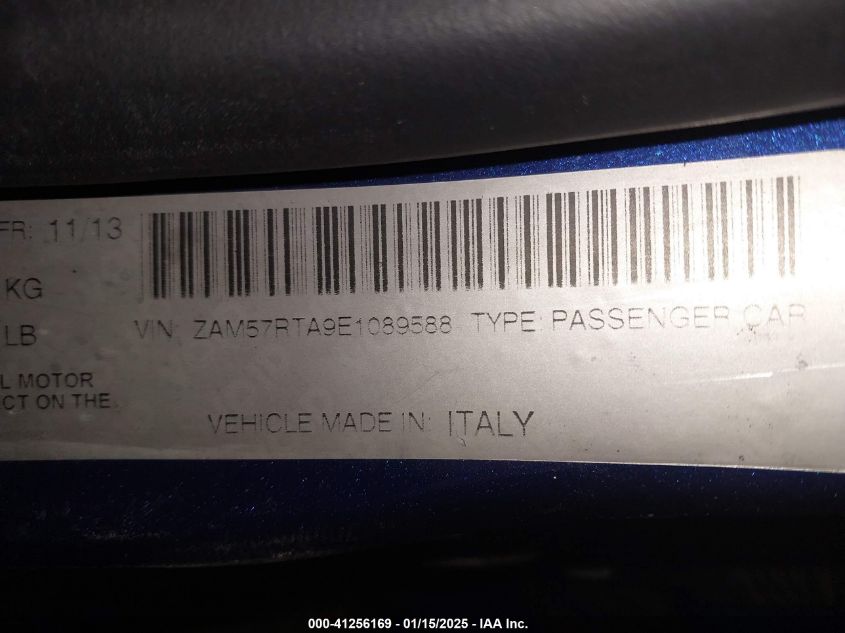 FR: 11/13
KG
LB
VIN: ZAM57RTA9E1089588 TYPE: PASSENGER CAR
L MOTOR
CT ON THE
VEHICLE MADE IN: ITALY
000-41256169 - 01/15/2025 - IAA Inc.